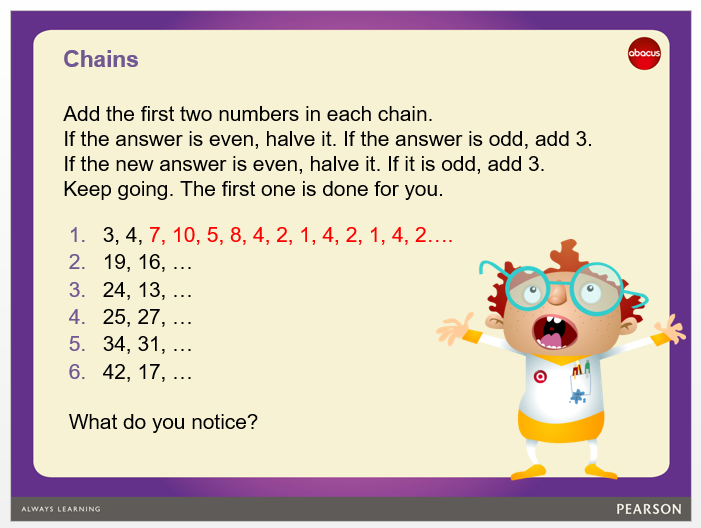 Chains
abacus
Add the first two numbers in each chain.
If the answer is even, halve it. If the answer is odd, add 3.
If the new answer is even, halve it. If it is odd, add 3.
Keep going. The first one is done for you.
1. 3, 4, 7, 10, 5, 8, 4, 2, 1, 4, 2, 1, 4, 2….
2. 19, 16, …
3. 24, 13, …
4. 25, 27, …
5. 34, 31, …
6. 42, 17, …
What do you notice?
ALWAYS LEARNING
PEARSON